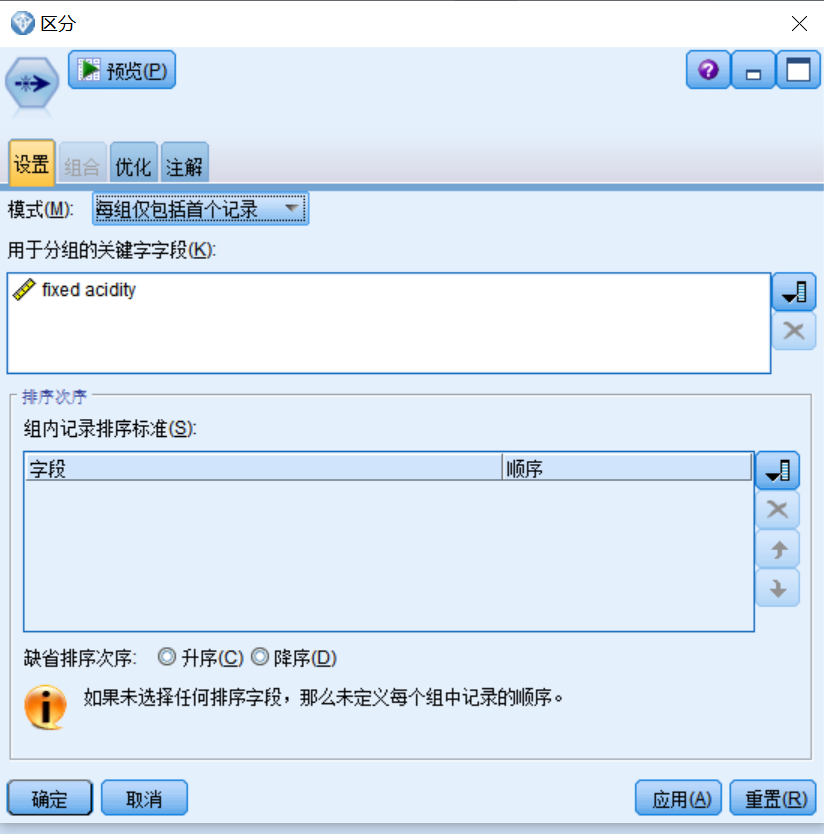 区分
预览(P)
设置 组合 优化 注解
模式(M): 每组仅包括首个记录
用于分组的关键字字段(K):
fixed acidity
排序次序
组内记录排序标准(S):
字段 顺序
缺省排序次序: 升序(C) 降序(D)
如果未选择任何排序字段，那么未定义每个组中记录的顺序。
确定 取消 应用(A) 重置(R)